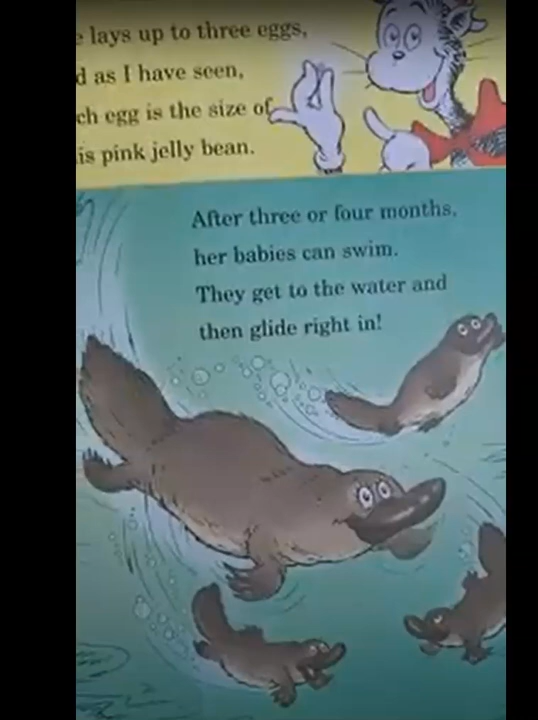 lays up to three eggs,
as I have seen,
egg is the size of
pink jelly bean.
After three or four months,
her babies can swim.
They get to the water and
then glide right in!